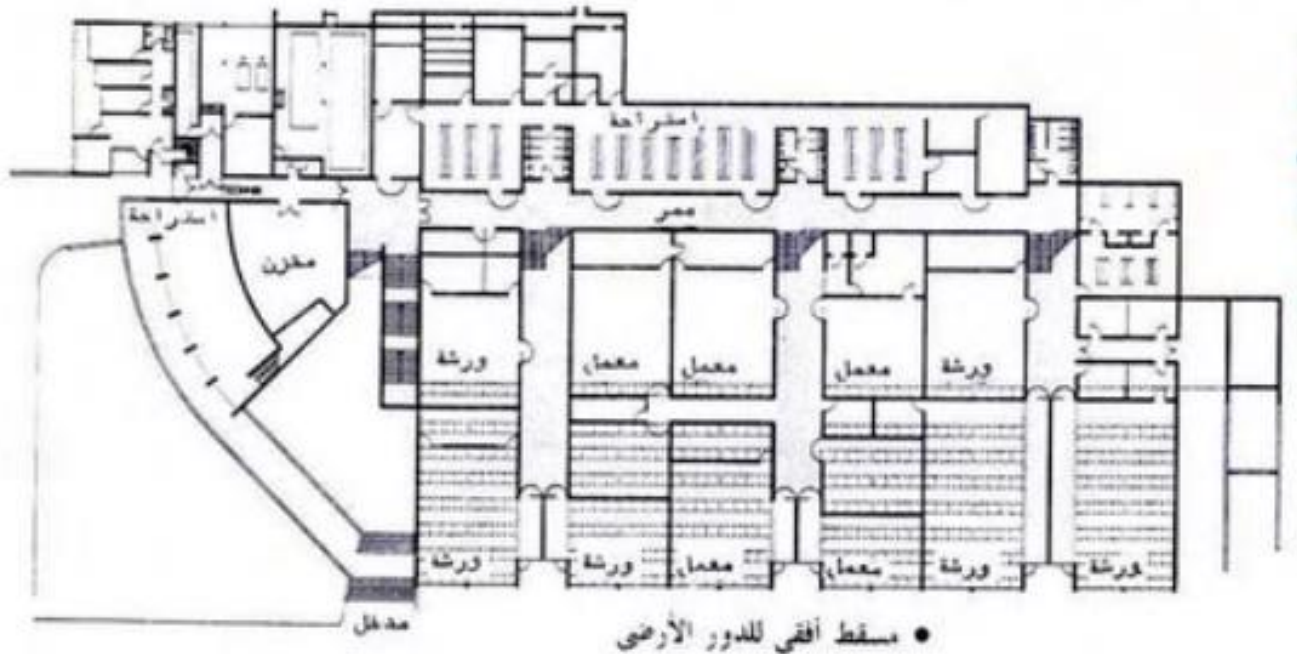 استراحة
ممر
استراحة
مخزن
ورشة
معمل
معمل
معمل
ورشة
ورشة
ورشة
معمل
معمل
ورشة
ورشة
مدخل
• مسقط أفقي للدور الأرضي